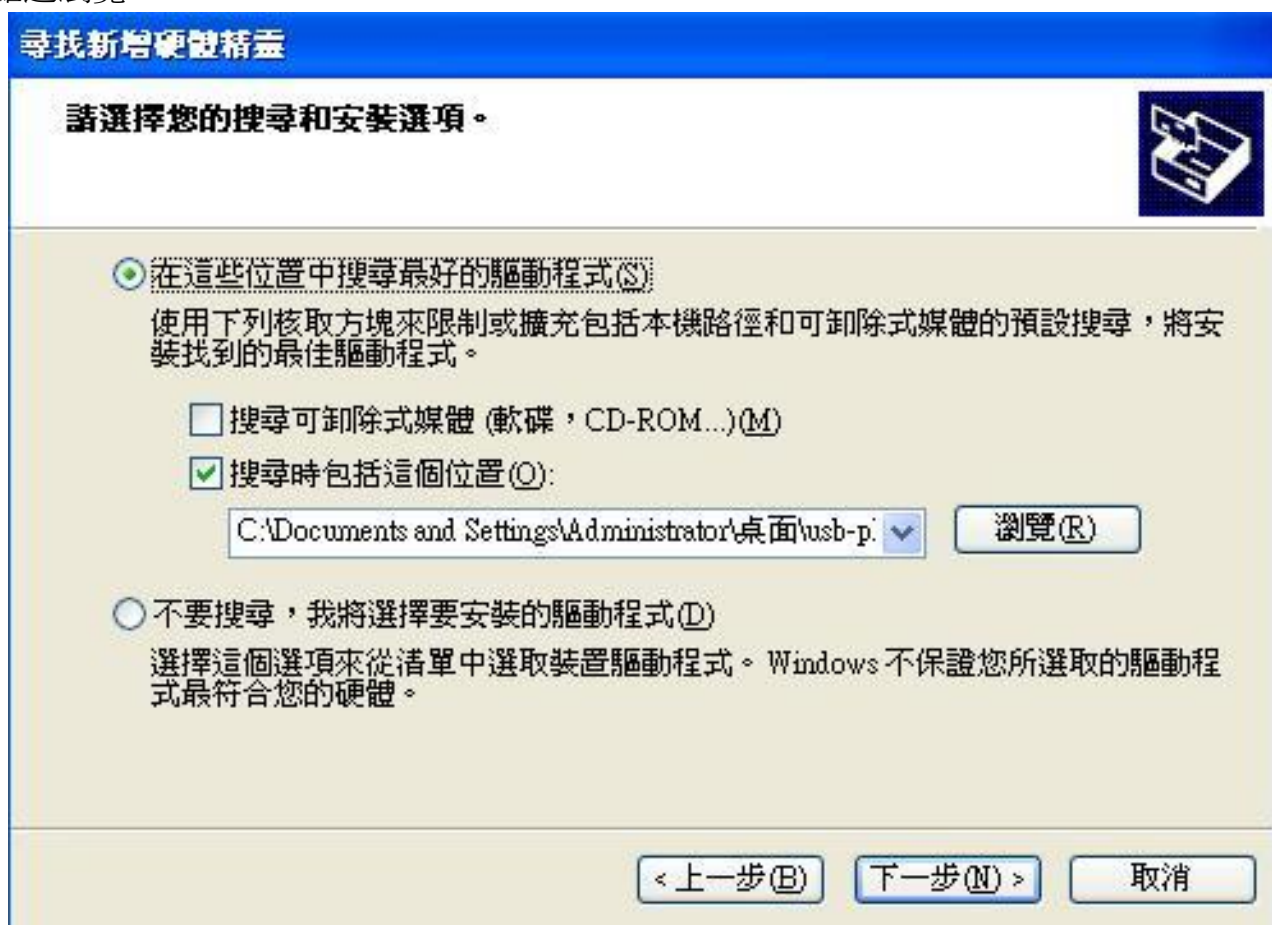 尋找新增硬體精靈
請選擇您的搜尋和安裝選項。
在這些位置中搜尋最好的驅動程式(S)
使用下列核取方塊來限制或擴充包括本機路徑和可卸除式媒體的預設搜尋，將安
裝找到的最佳驅動程式。
搜尋可卸除式媒體 (軟碟，CD-ROM...)(M)
搜尋時包括這個位置(O):
C:\Documents and Settings\Administrator\桌面\usb-p
瀏覽(R)
不要搜尋，我將選擇要安裝的驅動程式(D)
選擇這個選項來從清單中選取裝置驅動程式。Windows 不保證您所選取的驅動程
式最符合您的硬體。
<上一步(B) 下一步(N) > 取消